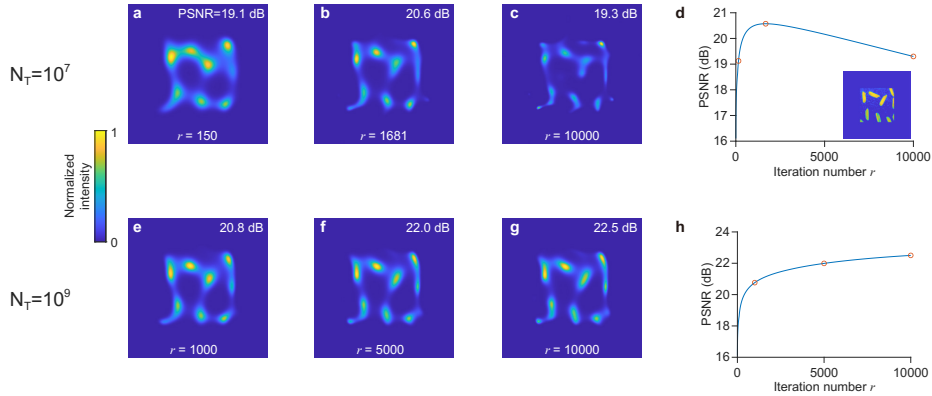 a PSNR=19.1 dB
b 20.6 dB
c 19.3 dB
d
N_T=10^7
r = 150
r = 1681
r = 10000
PSNR (dB)
21
20
19
18
17
16
0 5000 10000
Iteration number r
Normalized
intensity
1
0
e 20.8 dB
f 22.0 dB
g 22.5 dB
h
N_T=10^9
r = 1000
r = 5000
r = 10000
PSNR (dB)
24
22
20
18
16
0 5000 10000
Iteration number r